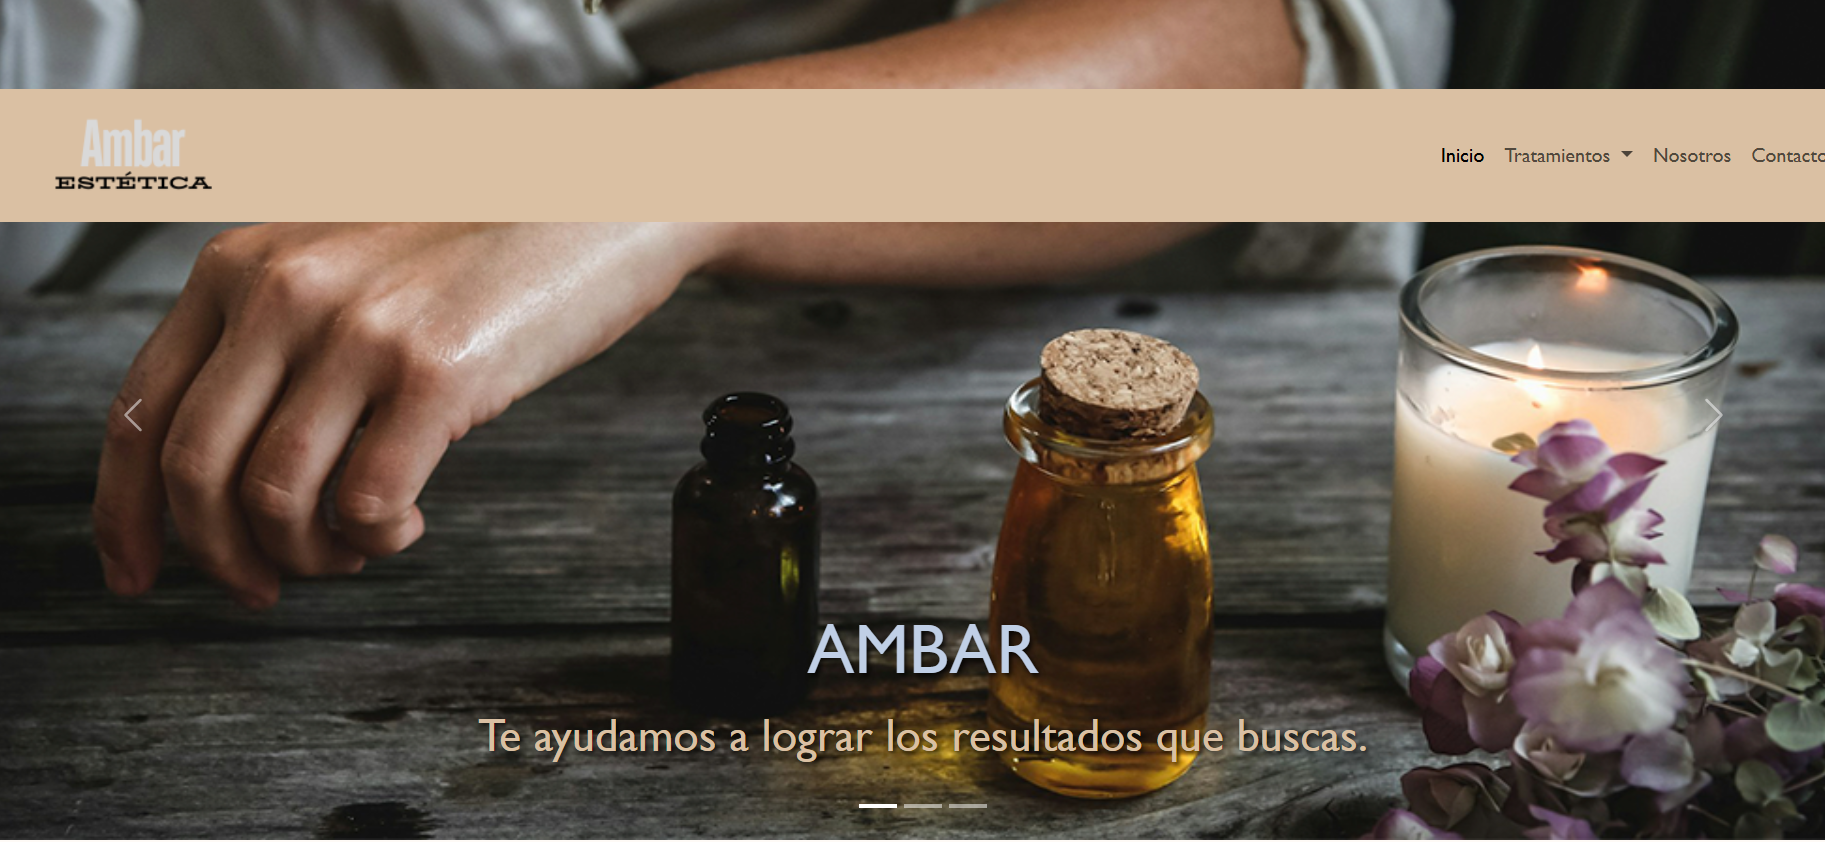 Ambar
ESTÉTICA
Inicio Tratamientos Nosotros Contacto
AMBAR
Te ayudamos a lograr los resultados que buscas.